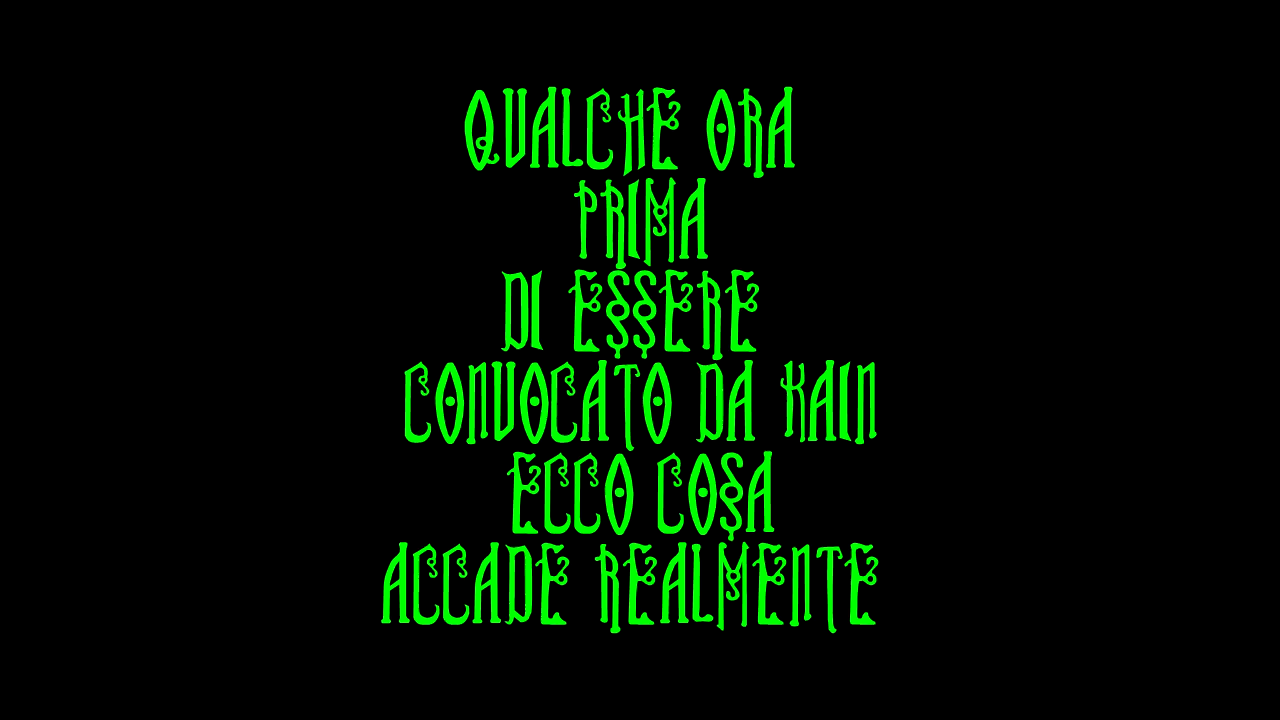 QUALCHE ORA
PRIMA
DI ESSERE
CONVOCATO DA KAIN
ECCO COSA
ACCADE REALMENTE